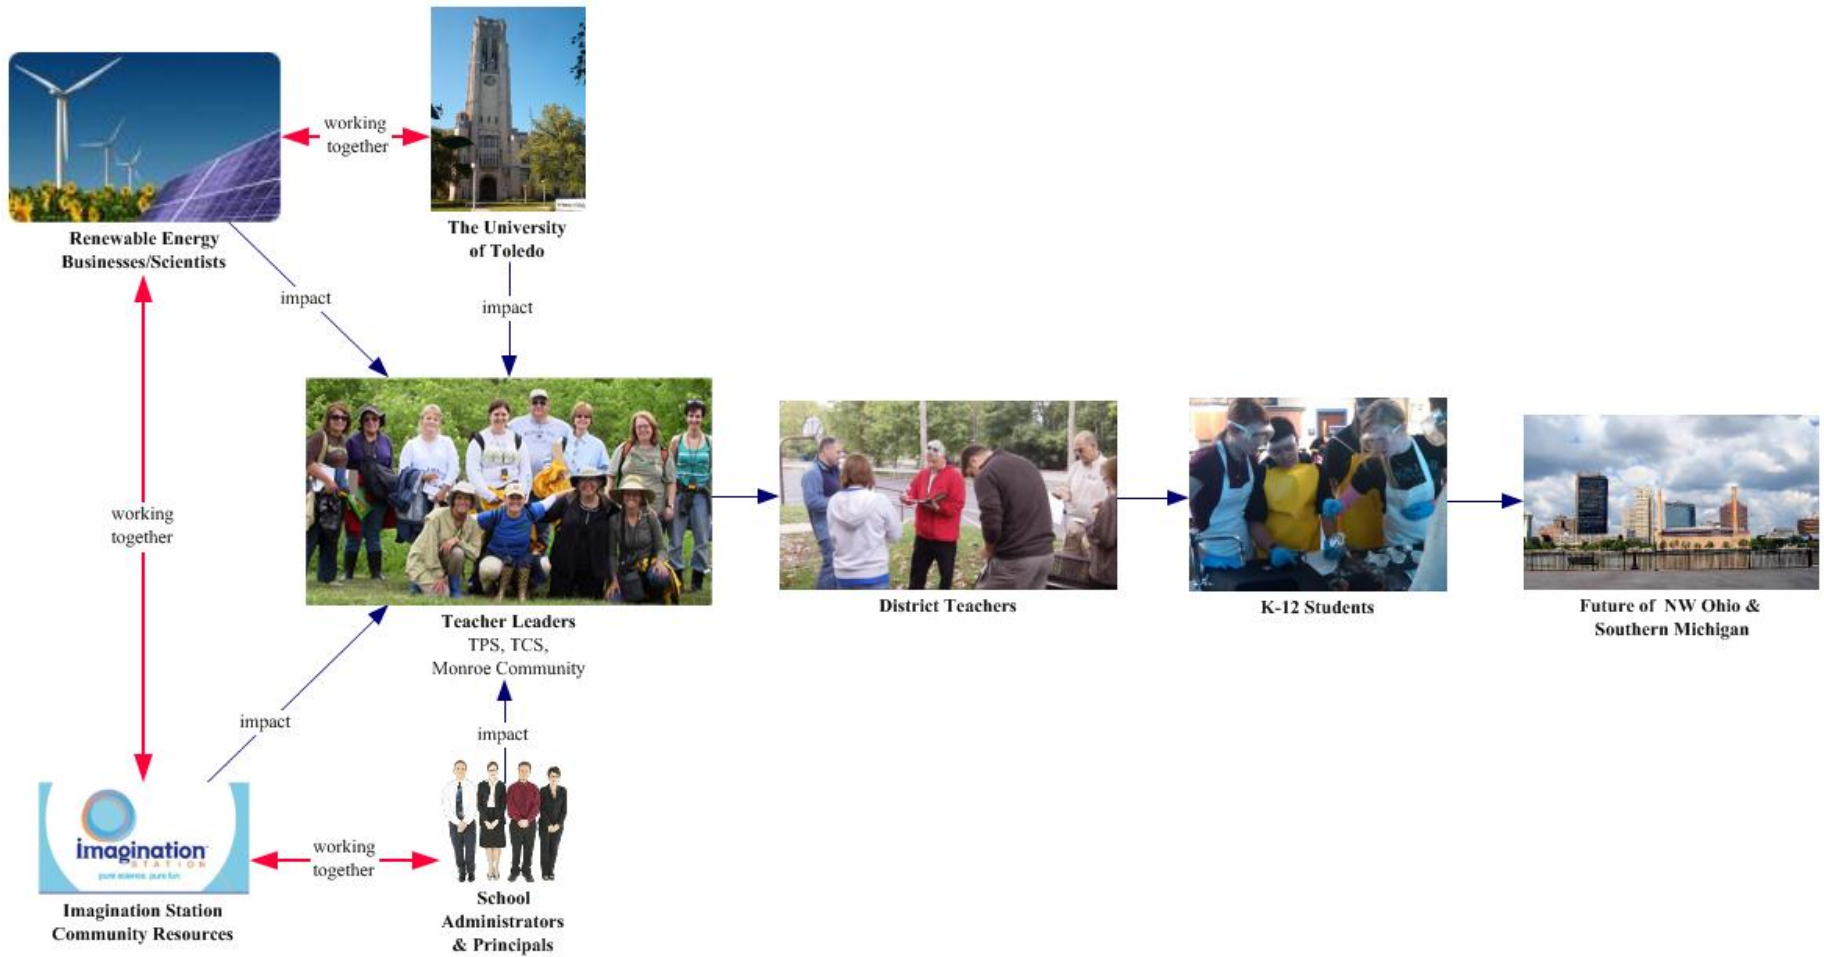 working
together
The University
of Toledo
Renewable Energy
Businesses/Scientists
impact
impact
working
together
Teacher Leaders
TPS, TCS,
Monroe Community
District Teachers
K-12 Students
Future of NW Ohio &
Southern Michigan
impact
impact
imagination
STATION
pure science. pure fun
working
together
Imagination Station
Community Resources
School
Administrators
& Principals